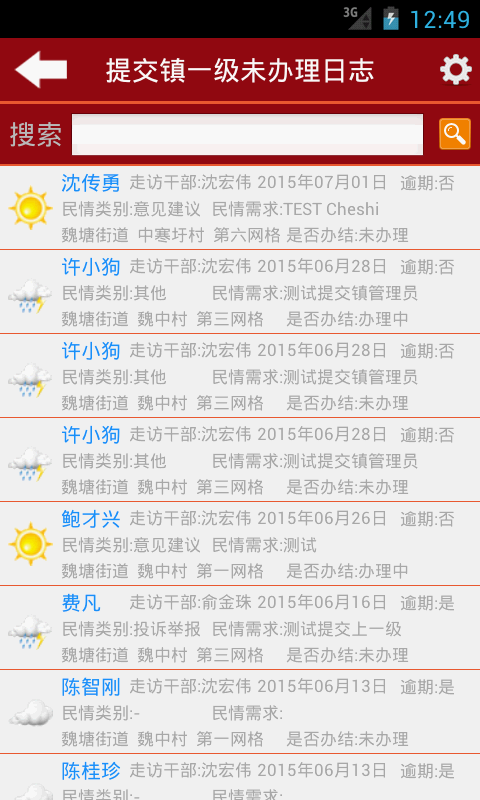 3G 12:49
提交镇一级未办理日志
搜索
沈传勇 走访干部:沈宏伟 2015年07月01日 逾期:否
民情类别:意见建议 民情需求:TEST Cheshi
魏塘街道 中寒圩村 第六网格 是否办结:未办理
许小狗 走访干部:沈宏伟 2015年06月28日 逾期:否
民情类别:其他 民情需求:测试提交镇管理员
魏塘街道 魏中村 第三网格 是否办结:办理中
许小狗 走访干部:沈宏伟 2015年06月28日 逾期:否
民情类别:其他 民情需求:测试提交镇管理员
魏塘街道 魏中村 第三网格 是否办结:未办理
许小狗 走访干部:沈宏伟 2015年06月28日 逾期:否
民情类别:其他 民情需求:测试提交镇管理员
魏塘街道 魏中村 第三网格 是否办结:未办理
鲍才兴 走访干部:沈宏伟 2015年06月26日 逾期:否
民情类别:意见建议 民情需求:测试
魏塘街道 魏中村 第一网格 是否办结:办理中
费凡 走访干部:俞金珠 2015年06月16日 逾期:是
民情类别:投诉举报 民情需求:测试提交上一级
魏塘街道 魏中村 第三网格 是否办结:未办理
陈智刚 走访干部:沈宏伟 2015年06月13日 逾期:是
民情类别:- 民情需求:
魏塘街道 魏中村 第一网格 是否办结:未办理
陈桂珍 走访干部:沈宏伟 2015年06月13日 逾期:是
民情类别:- 民情需求: